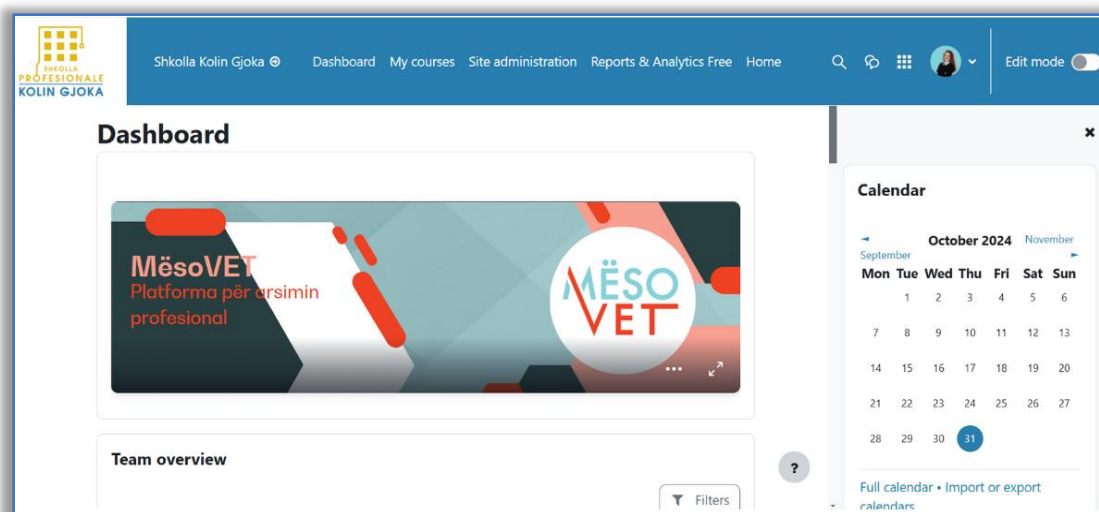 SHKOLLA
PROFESIONALE
KOLIN GJOKA
Shkolla Kolin Gjoka
Dashboard
My courses
Site administration
Reports & Analytics Free
Home
Edit mode
Dashboard
MësoVET
Platforma për arsimin
profesional
MËSO
VET
Team overview
Filters
?
Calendar
◄
September
October 2024
November
►
Mon Tue Wed Thu Fri Sat Sun
1 2 3 4 5 6
7 8 9 10 11 12 13
14 15 16 17 18 19 20
21 22 23 24 25 26 27
28 29 30 31
Full calendar • Import or export
calendars